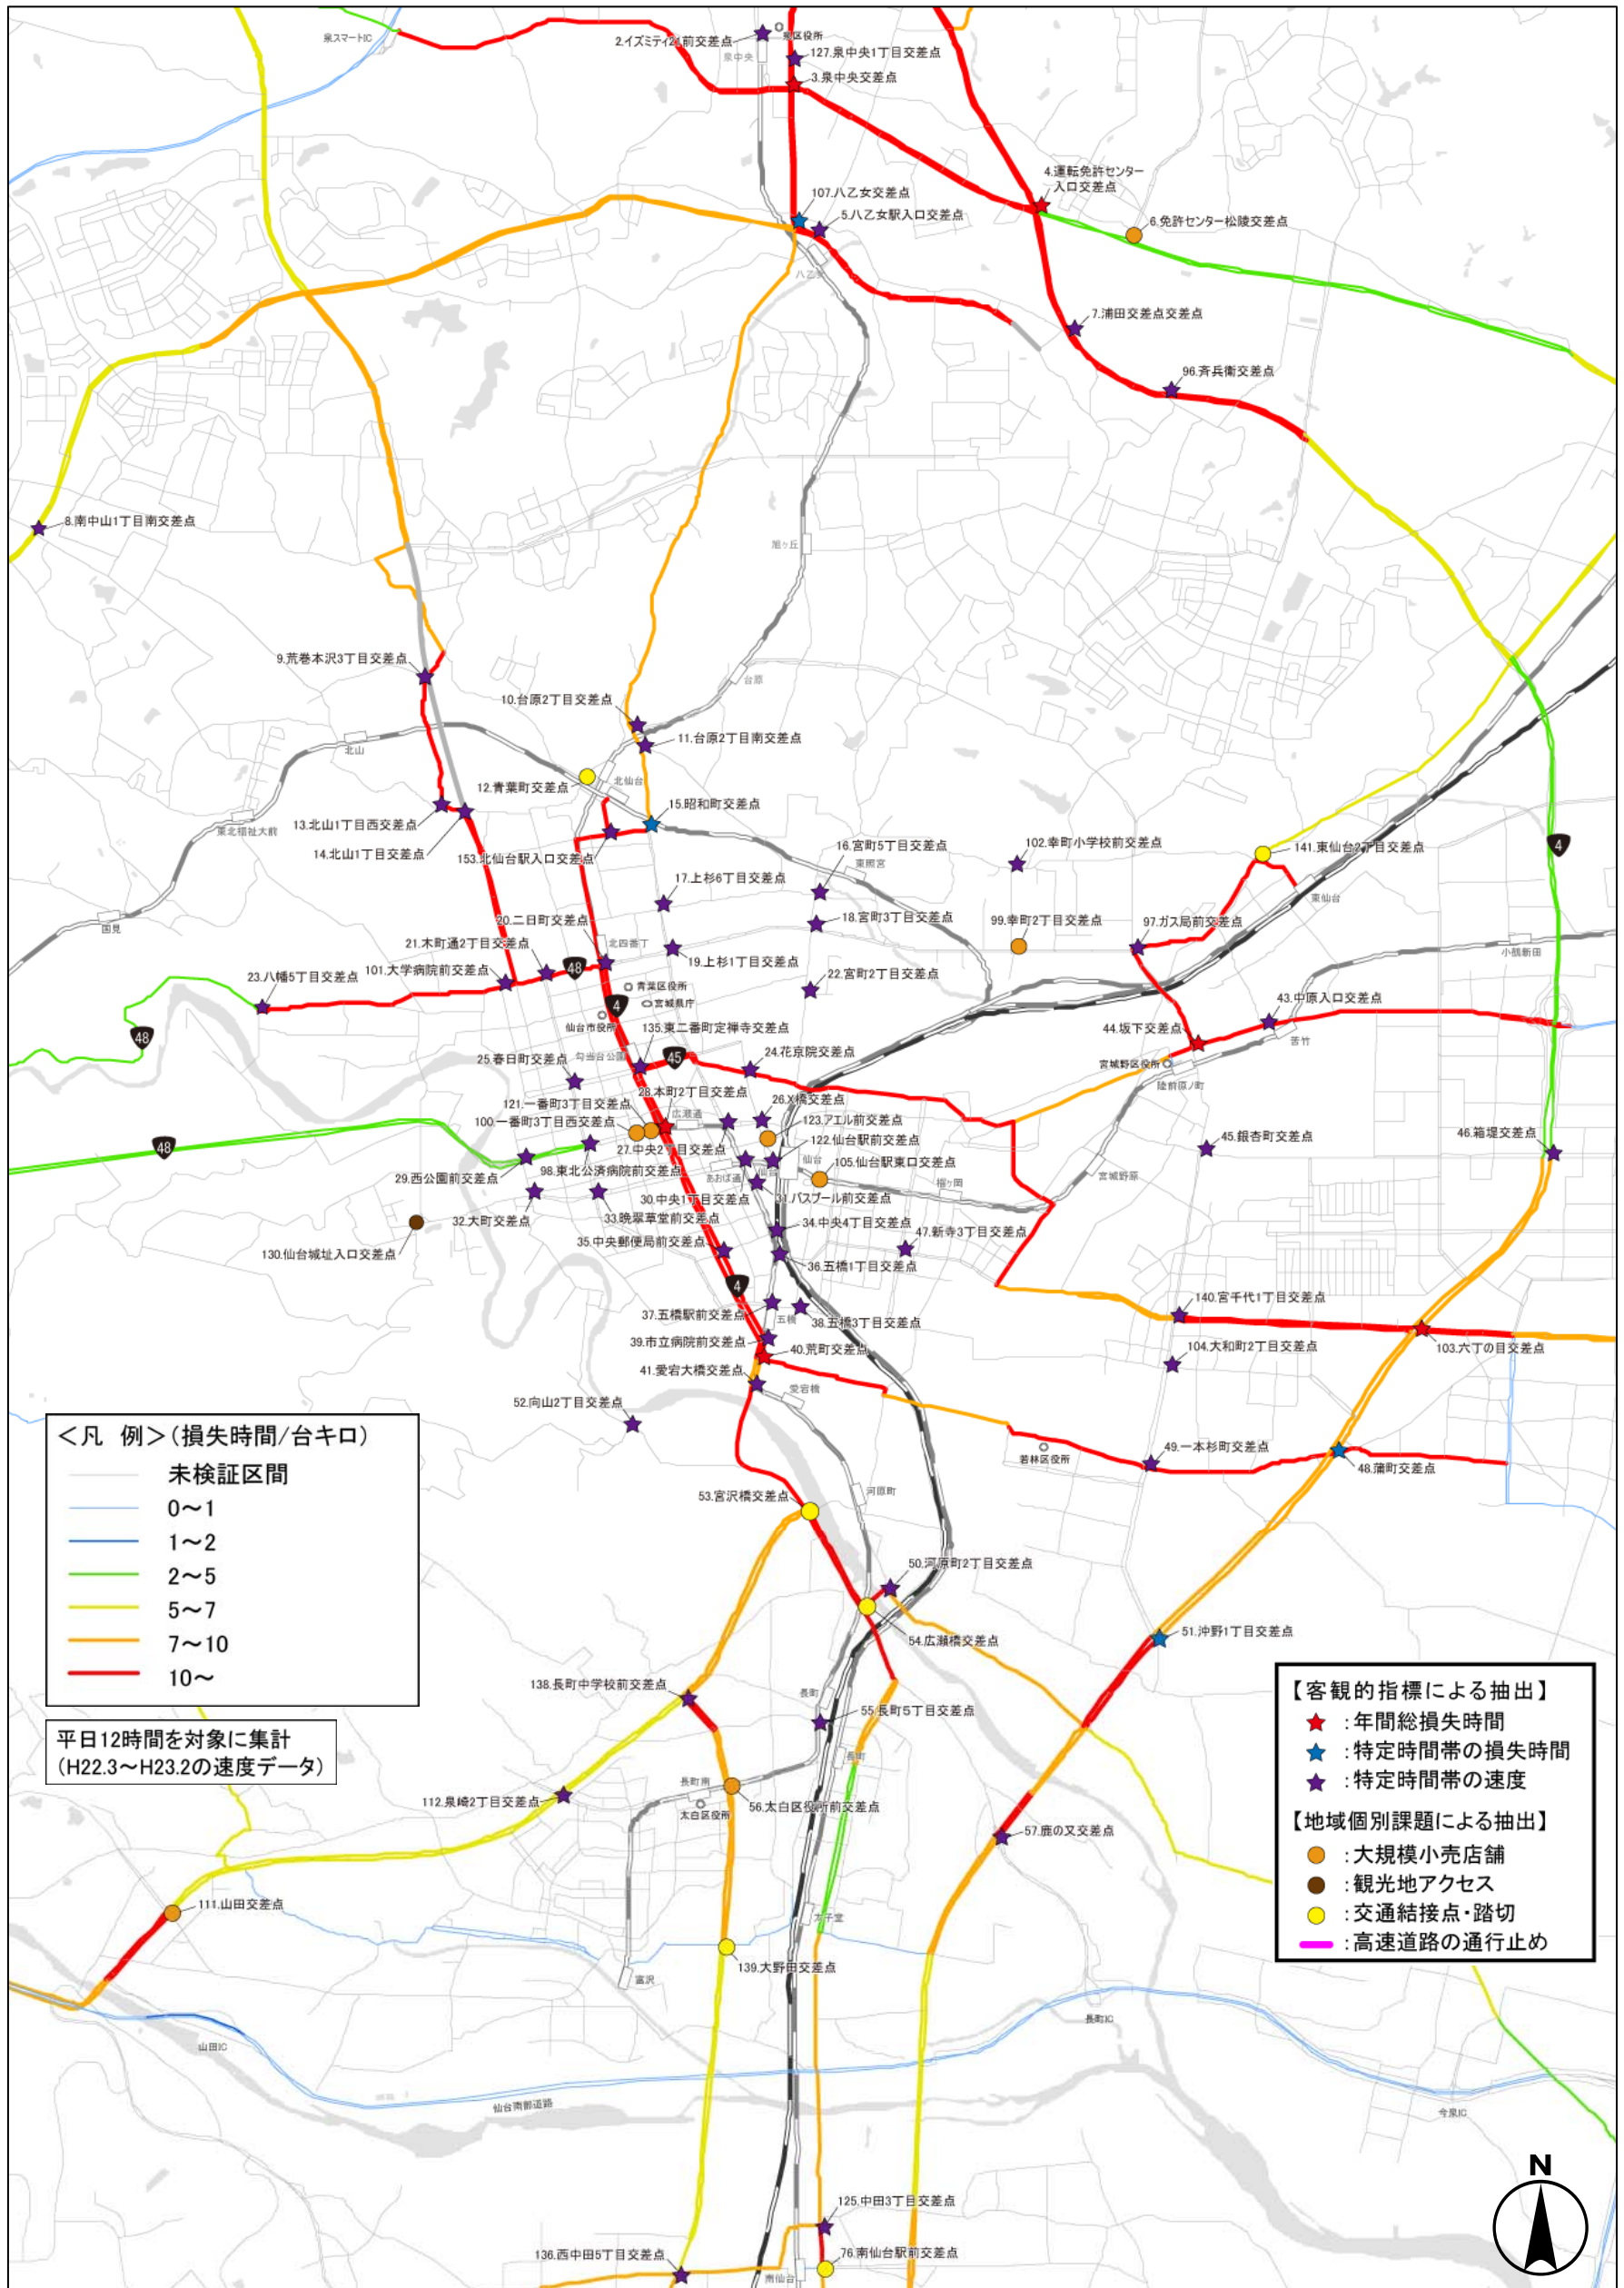 泉スマートIC
2.イズミティ21前交差点
泉区役所
泉中央
127.泉中央1丁目交差点
3.泉中央交差点
4.運転免許センター
入口交差点
107.八乙女交差点
5.八乙女駅入口交差点
6.免許センター松陵交差点
八乙女
7.浦田交差点交差点
96.斉兵衛交差点
8.南中山1丁目南交差点
旭ヶ丘
9.荒巻本沢3丁目交差点
台原
10.台原2丁目交差点
11.台原2丁目南交差点
北山
北仙台
12.青葉町交差点
15.昭和町交差点
13.北山1丁目西交差点
東北福祉大前
14.北山1丁目交差点
153.北仙台駅入口交差点
16.宮町5丁目交差点
東照宮
102.幸町小学校前交差点
141.東仙台2丁目交差点
4
17.上杉6丁目交差点
東仙台
国見
20.二日町交差点
18.宮町3丁目交差点
99.幸町2丁目交差点
97.ガス局前交差点
21.木町通2丁目交差点
北四番丁
19.上杉1丁目交差点
小鶴新田
23.八幡5丁目交差点
101.大学病院前交差点
48
22.宮町2丁目交差点
青葉区役所
宮城県庁
4
43.中原入口交差点
仙台市役所
135.東二番町定禅寺交差点
44.坂下交差点
苦竹
48
勾当台公園
45
24.花京院交差点
宮城野区役所
25.春日町交差点
陸前原ノ町
28.本町2丁目交差点
121.一番町3丁目交差点
広瀬通
26.X橋交差点
100.一番町3丁目西交差点
123.アエル前交差点
48
27.中央2丁目交差点
122.仙台駅前交差点
45.銀杏町交差点
46.箱堤交差点
98.東北公済病院前交差点
仙台
仙台
105.仙台駅東口交差点
29.西公園前交差点
あおば通
榴ヶ岡
宮城野原
30.中央1丁目交差点
31.バスプール前交差点
32.大町交差点
33.晩翠草堂前交差点
34.中央4丁目交差点
47.新寺3丁目交差点
35.中央郵便局前交差点
130.仙台城址入口交差点
36.五橋1丁目交差点
4
140.宮千代1丁目交差点
37.五橋駅前交差点
五橋
38.五橋3丁目交差点
39.市立病院前交差点
40.荒町交差点
104.大和町2丁目交差点
103.六丁の目交差点
41.愛宕大橋交差点
愛宕橋
52.向山2丁目交差点
<凡 例>(損失時間/台キロ)
未検証区間
0～1
1～2
2～5
5～7
7～10
10～
若林区役所
49.一本杉町交差点
48.蒲町交差点
53.宮沢橋交差点
河原町
50.河原町2丁目交差点
54.広瀬橋交差点
51.沖野1丁目交差点
138.長町中学校前交差点
長町
55.長町5丁目交差点
長町
平日12時間を対象に集計
(H22.3～H23.2の速度データ)
長町南
太白区役所
56.太白区役所前交差点
112.泉崎2丁目交差点
57.鹿の又交差点
【客観的指標による抽出】
:年間総損失時間
:特定時間帯の損失時間
:特定時間帯の速度
【地域個別課題による抽出】
:大規模小売店舗
:観光地アクセス
:交通結接点・踏切
:高速道路の通行止め
111.山田交差点
太子堂
139.大野田交差点
富沢
山田IC
長町IC
仙台南部道路
今泉IC
N
125.中田3丁目交差点
136.西中田5丁目交差点
76.南仙台駅前交差点
南仙台